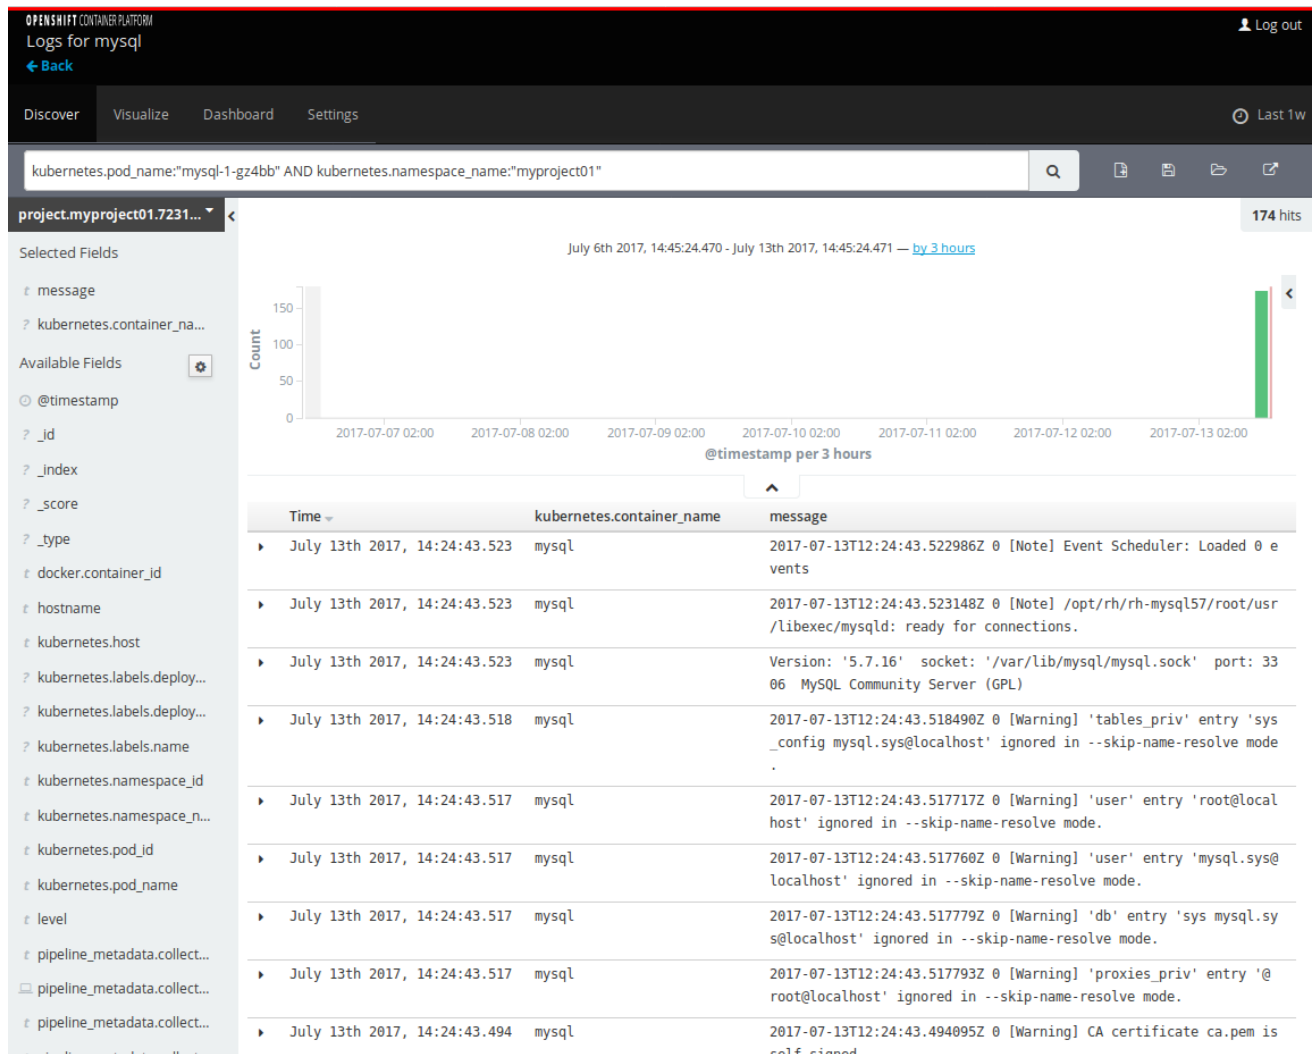 OPENSHIFT CONTAINER PLATFORM
Logs for mysql
Log out
Back
Discover Visualize Dashboard Settings Last 1w
kubernetes.pod_name:"mysql-1-gz4bb" AND kubernetes.namespace_name:"myproject01"
project.myproject01.7231...
174 hits
Selected Fields
t message
? kubernetes.container_na...
Available Fields
@timestamp
? _id
? _index
? _score
? _type
t docker.container_id
t hostname
t kubernetes.host
? kubernetes.labels.deploy...
? kubernetes.labels.deploy...
? kubernetes.labels.name
t kubernetes.namespace_id
t kubernetes.namespace_n...
t kubernetes.pod_id
t kubernetes.pod_name
t level
t pipeline_metadata.collect...
pipeline_metadata.collect...
t pipeline_metadata.collect...
July 6th 2017, 14:45:24.470 - July 13th 2017, 14:45:24.471 — by 3 hours
Count
150
100
50
0
2017-07-07 02:00 2017-07-08 02:00 2017-07-09 02:00 2017-07-10 02:00 2017-07-11 02:00 2017-07-12 02:00 2017-07-13 02:00
@timestamp per 3 hours
Time kubernetes.container_name message
July 13th 2017, 14:24:43.523 mysql 2017-07-13T12:24:43.522986Z 0 [Note] Event Scheduler: Loaded 0 e
vents
July 13th 2017, 14:24:43.523 mysql 2017-07-13T12:24:43.523148Z 0 [Note] /opt/rh/rh-mysql57/root/usr
/libexec/mysqld: ready for connections.
July 13th 2017, 14:24:43.523 mysql Version: '5.7.16' socket: '/var/lib/mysql/mysql.sock' port: 33
06 MySQL Community Server (GPL)
July 13th 2017, 14:24:43.518 mysql 2017-07-13T12:24:43.518490Z 0 [Warning] 'tables_priv' entry 'sys
_config mysql.sys@localhost' ignored in --skip-name-resolve mode
.
July 13th 2017, 14:24:43.517 mysql 2017-07-13T12:24:43.517717Z 0 [Warning] 'user' entry 'root@local
host' ignored in --skip-name-resolve mode.
July 13th 2017, 14:24:43.517 mysql 2017-07-13T12:24:43.517760Z 0 [Warning] 'user' entry 'mysql.sys@
localhost' ignored in --skip-name-resolve mode.
July 13th 2017, 14:24:43.517 mysql 2017-07-13T12:24:43.517779Z 0 [Warning] 'db' entry 'sys mysql.sy
s@localhost' ignored in --skip-name-resolve mode.
July 13th 2017, 14:24:43.517 mysql 2017-07-13T12:24:43.517793Z 0 [Warning] 'proxies_priv' entry '@
root@localhost' ignored in --skip-name-resolve mode.
July 13th 2017, 14:24:43.494 mysql 2017-07-13T12:24:43.494095Z 0 [Warning] CA certificate ca.pem is